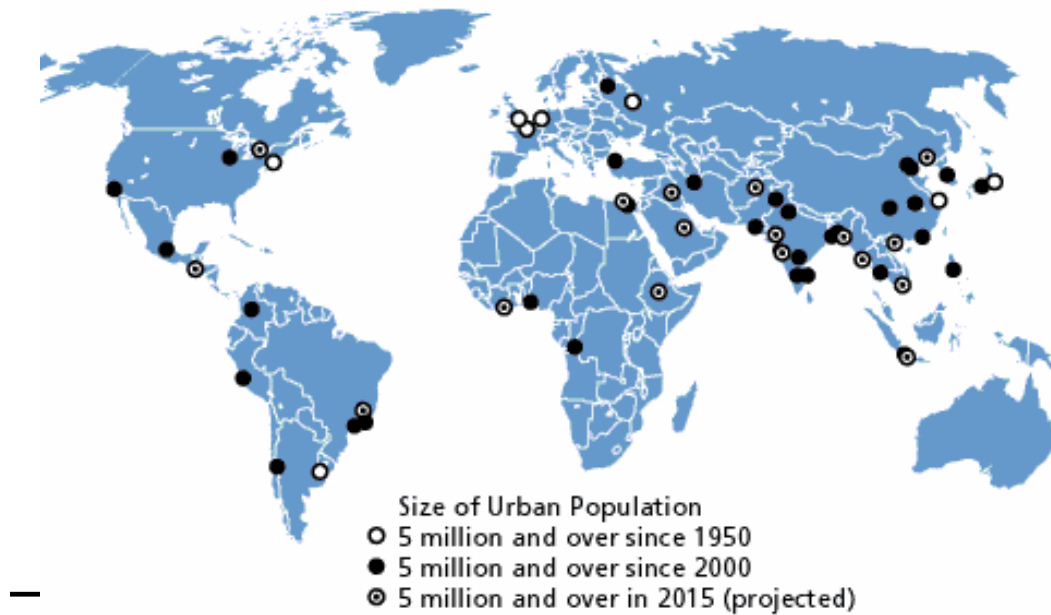 Size of Urban Population
5 million and over since 1950
5 million and over since 2000
5 million and over in 2015 (projected)